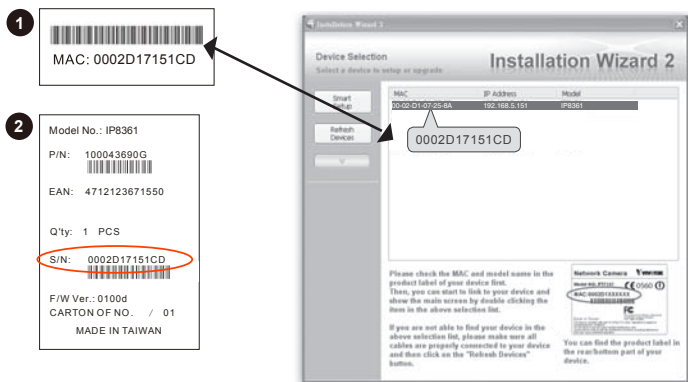 1
MAC: 0002D17151CD
2
Model No.: IP8361
P/N: 100043690G
EAN: 4712123671550
Q'ty: 1 PCS
S/N: 0002D17151CD
F/W Ver.: 0100d
CARTON OF NO. / 01
MADE IN TAIWAN
Installation Wizard 2
Device Selection
Select a device to setup or upgrade
Installation Wizard 2
Smart
Setup
Refresh
Devices
MAC IP Address Model
00-02-D1-07-25-8A 192.168.5.151 IP8361
0002D17151CD
Please check the MAC and model name in the
product label of your device first.
Then, you can start to link to your device and
show the main screen by double clicking the
item in the above selection list.
If you are not able to find your device in the
above selection list, please make sure all
cables are properly connected to your device
and then click on the "Refresh Devices"
button.
Network Camera
0560
FC
You can find the product label in
the rear/bottom part of your
device.